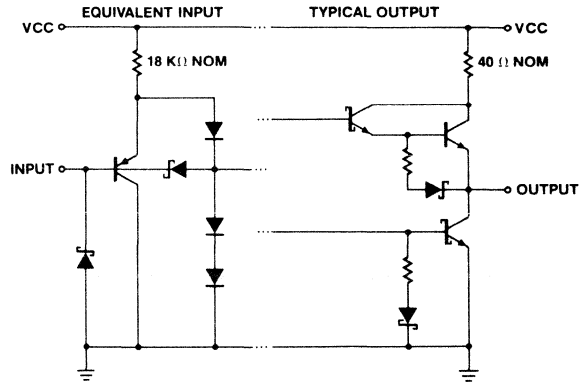 EQUIVALENT INPUT
TYPICAL OUTPUT
VCC
VCC
18 KΩ NOM
40 Ω NOM
INPUT
OUTPUT